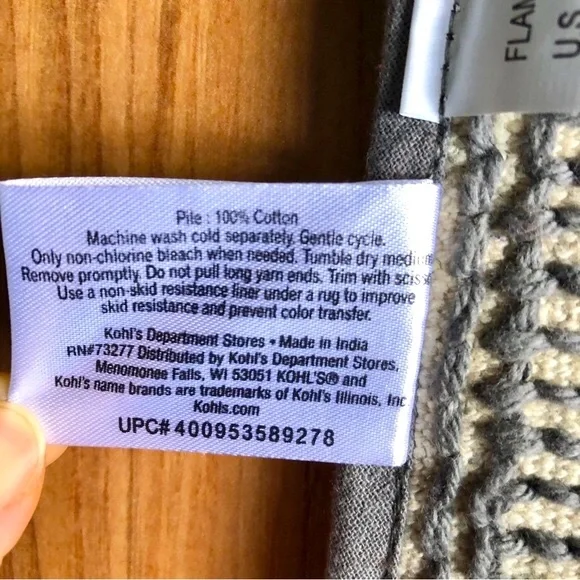 Pile : 100% Cotton
Machine wash cold separately. Gentle cycle.
Only non-chlorine bleach when needed. Tumble dry medium
Remove promptly. Do not pull long yarn ends. Trim with sciss
Use a non-skid resistance liner under a rug to improve
skid resistance and prevent color transfer.
Kohl's Department Stores • Made in India
RN#73277 Distributed by Kohl's Department Stores,
Menomonee Falls, WI 53051 KOHL'S® and
Kohl's name brands are trademarks of Kohl's Illinois, Inc
Kohls.com
UPC# 400953589278
FLAM
U.S.